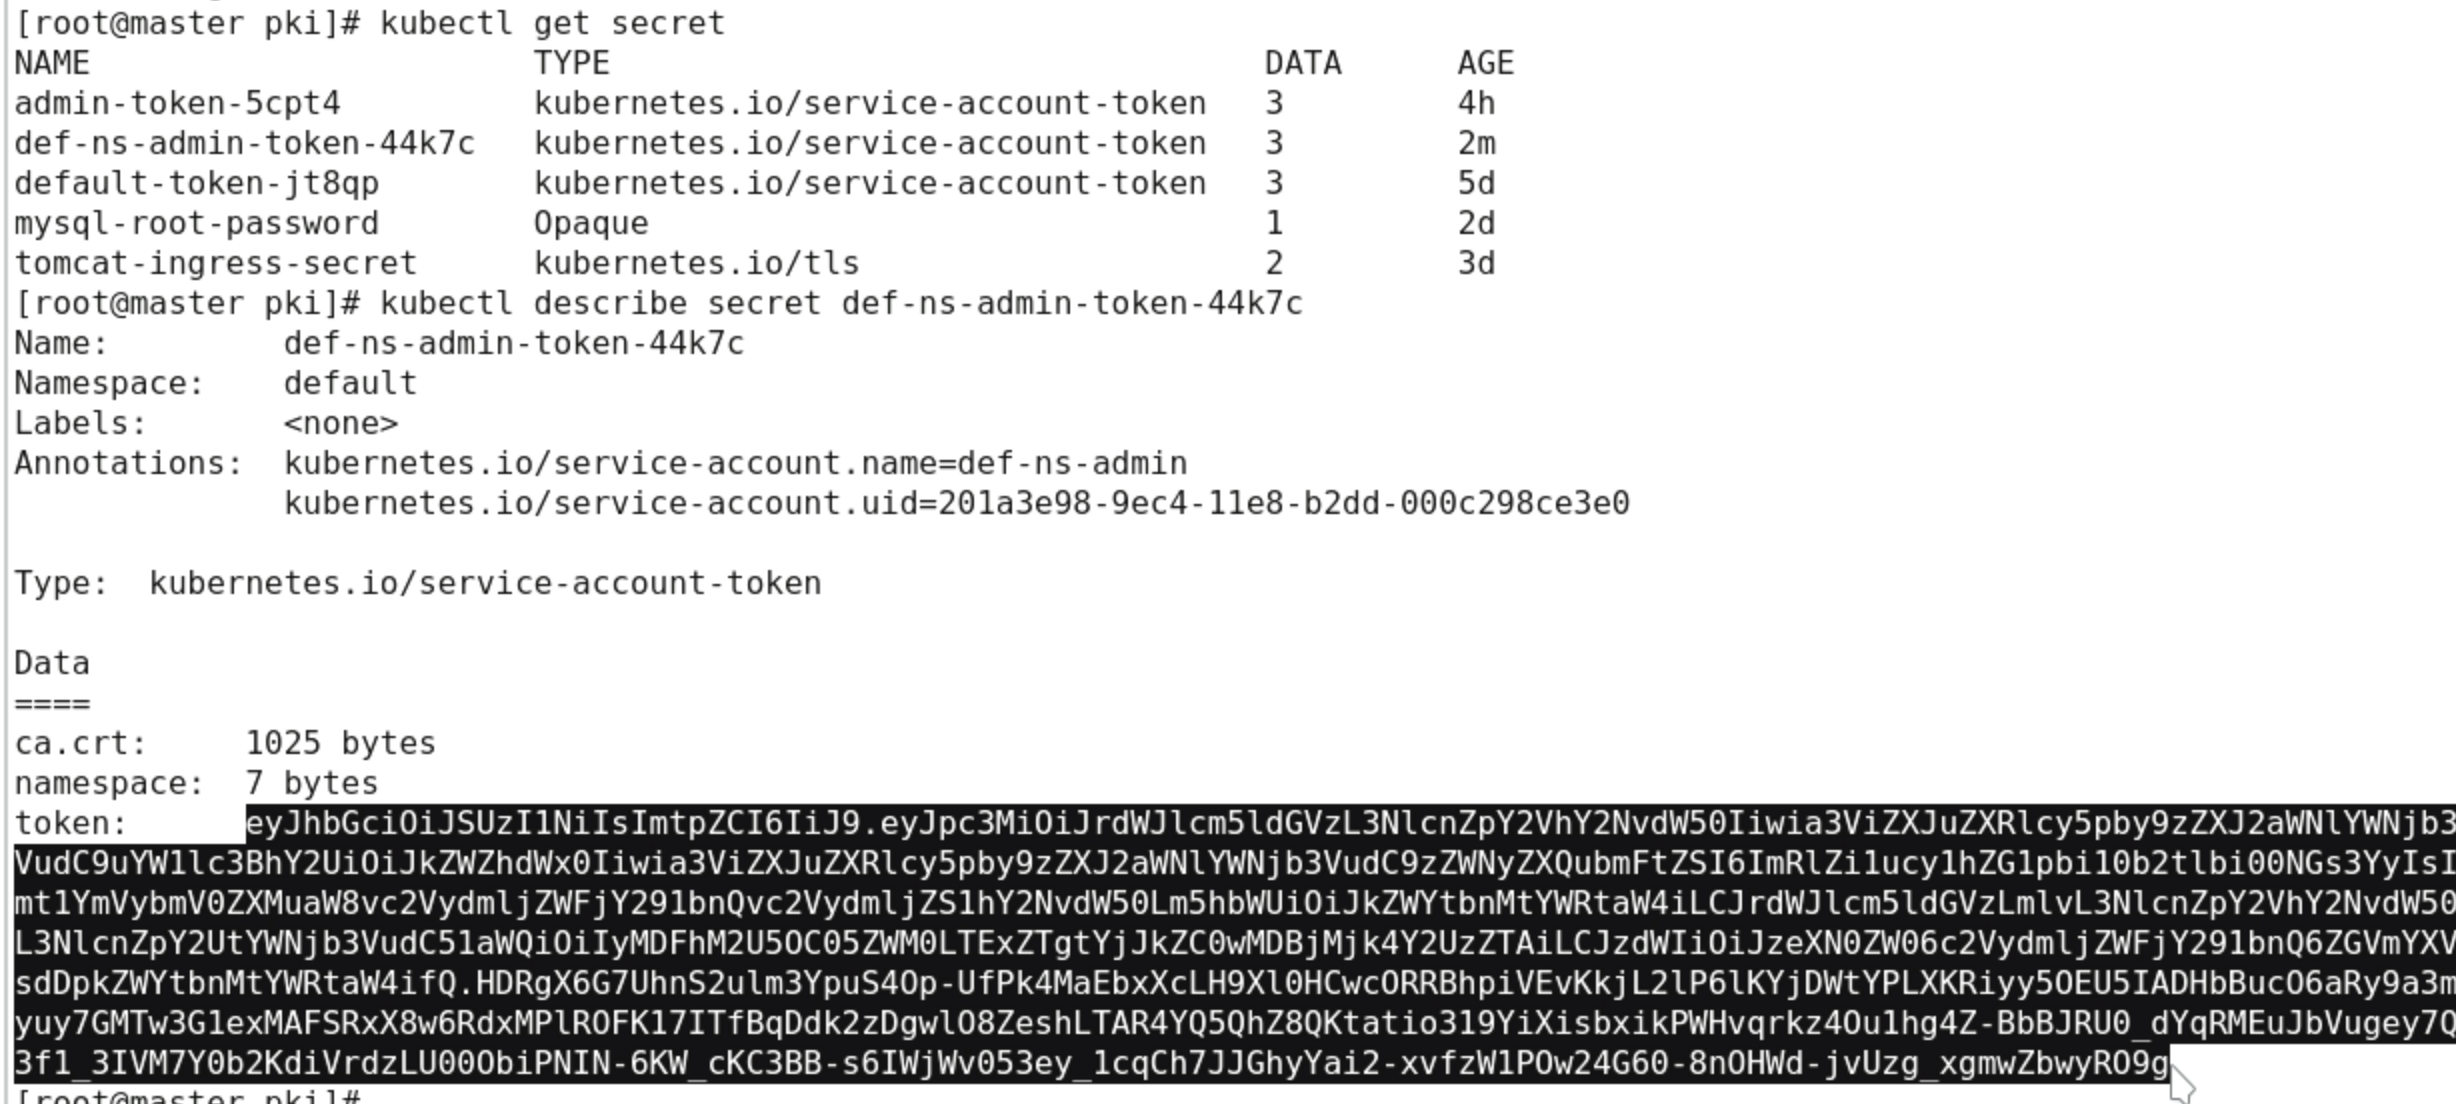 [root@master pki]# kubectl get secret
NAME                       TYPE                                  DATA      AGE
admin-token-5cpt4          kubernetes.io/service-account-token   3         4h
def-ns-admin-token-44k7c   kubernetes.io/service-account-token   3         2m
default-token-jt8qp        kubernetes.io/service-account-token   3         5d
mysql-root-password        Opaque                                1         2d
tomcat-ingress-secret      kubernetes.io/tls                     2         3d
[root@master pki]# kubectl describe secret def-ns-admin-token-44k7c
Name:         def-ns-admin-token-44k7c
Namespace:    default
Labels:       <none>
Annotations:  kubernetes.io/service-account.name=def-ns-admin
              kubernetes.io/service-account.uid=201a3e98-9ec4-11e8-b2dd-000c298ce3e0
Type:  kubernetes.io/service-account-token
Data
====
ca.crt:     1025 bytes
namespace:  7 bytes
token:      eyJhbGciOiJSUzI1NiIsImtpZCI6IiJ9.eyJpc3MiOiJrdWJlcm5ldGVzL3NlcnZpY2VhY2NvdW50Iiwia3ViZXJuZXRlcy5pby9zZXJ2aWNlYWNjb3
VudC9uYW1lc3BhY2UiOiJkZWZhdWx0Iiwia3ViZXJuZXRlcy5pby9zZXJ2aWNlYWNjb3VudC9zZWNyZXQubmFtZSI6ImRlZi1ucy1hZG1pbi10b2tlbi00NGs3YyIsI
mt1YmVybmV0ZXMuaW8vc2VydmljZWFjY291bnQvc2VydmljZS1hY2NvdW50Lm5hbWUiOiJkZWYtbnMtYWRtaW4iLCJrdWJlcm5ldGVzLmlvL3NlcnZpY2VhY2NvdW50
L3NlcnZpY2UtYWNjb3VudC51aWQiOiIyMDFhM2U5OC05ZWM0LTExZTgtYjJkZC0wMDBjMjk4Y2UzZTAiLCJzdWIiOiJzeXN0ZW06c2VydmljZWFjY291bnQ6ZGVmYXV
sdDpkZWYtbnMtYWRtaW4ifQ.HDRgX6G7UhnS2ulm3YpuS4Op-UfPk4MaEbxXcLH9Xl0HCwcORRBhpiVEvKkjL2lP6lKYjDWtYPLXKRiyy5OEU5IADHbBucO6aRy9a3m
yuy7GMTw3G1exMAFSRxX8w6RdxMPlROFK17ITfBqDdk2zDgwlO8ZeshLTAR4YQ5QhZ8QKtatio319YiXisbxikPWHvqrkz4Ou1hg4Z-BbBJRU0_dYqRMEuJbVugey7Q
3f1_3IVM7Y0b2KdiVrdzLU00ObiPNIN-6KW_cKC3BB-s6IWjWv053ey_1cqCh7JJGhyYai2-xvfzW1POw24G60-8nOHWd-jvUzg_xgmwZbwyRO9g
[root@master pki]#